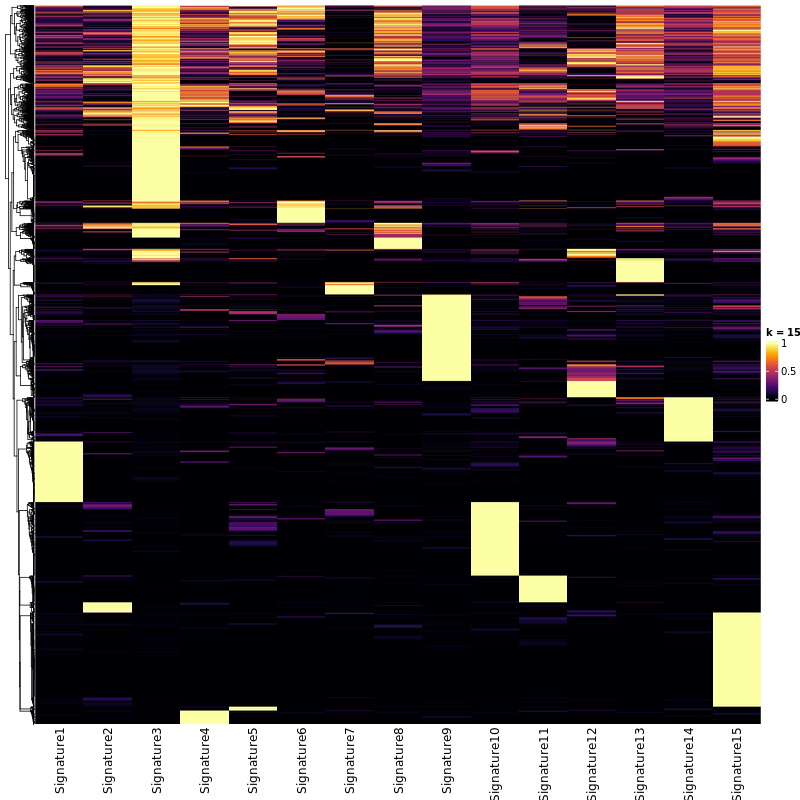 k = 15
1
0.5
0
Signature1
Signature2
Signature3
Signature4
Signature5
Signature6
Signature7
Signature8
Signature9
Signature10
Signature11
Signature12
Signature13
Signature14
Signature15